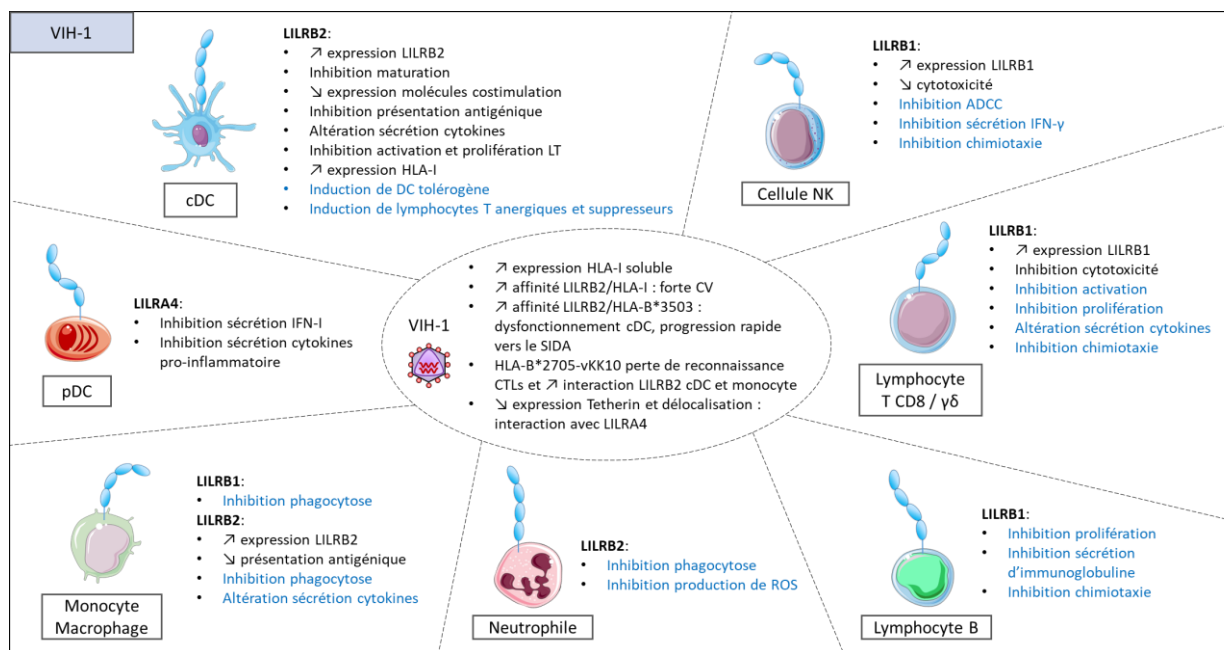 VIH-1
LILRB2:
• ↗ expression LILRB2
• Inhibition maturation
• ↘ expression molécules costimulation
• Inhibition présentation antigénique
• Altération sécrétion cytokines
• Inhibition activation et prolifération LT
• ↗ expression HLA-I
• Induction de DC tolérogène
• Induction de lymphocytes T anergiques et suppresseurs
cDC
LILRB1:
• ↗ expression LILRB1
• ↘ cytotoxicité
• Inhibition ADCC
• Inhibition sécrétion IFN-γ
• Inhibition chimiotaxie
Cellule NK
LILRA4:
• Inhibition sécrétion IFN-I
• Inhibition sécrétion cytokines
pro-inflammatoire
pDC
VIH-1
• ↗ expression HLA-I soluble
• ↗ affinité LILRB2/HLA-I : forte CV
• ↗ affinité LILRB2/HLA-B*3503 :
dysfonctionnement cDC, progression rapide
vers le SIDA
• HLA-B*2705-vKK10 perte de reconnaissance
CTLs et ↗ interaction LILRB2 cDC et monocyte
• ↘ expression Tetherin et délocalisation :
interaction avec LILRA4
LILRB1:
• ↗ expression LILRB1
• Inhibition cytotoxicité
• Inhibition activation
• Inhibition prolifération
• Altération sécrétion cytokines
• Inhibition chimiotaxie
Lymphocyte
T CD8 / γδ
LILRB1:
• Inhibition phagocytose
LILRB2:
• ↗ expression LILRB2
• ↘ présentation antigénique
• Inhibition phagocytose
• Altération sécrétion cytokines
Monocyte
Macrophage
LILRB2:
• Inhibition phagocytose
• Inhibition production de ROS
Neutrophile
LILRB1:
• Inhibition prolifération
• Inhibition sécrétion
d'immunoglobuline
• Inhibition chimiotaxie
Lymphocyte B